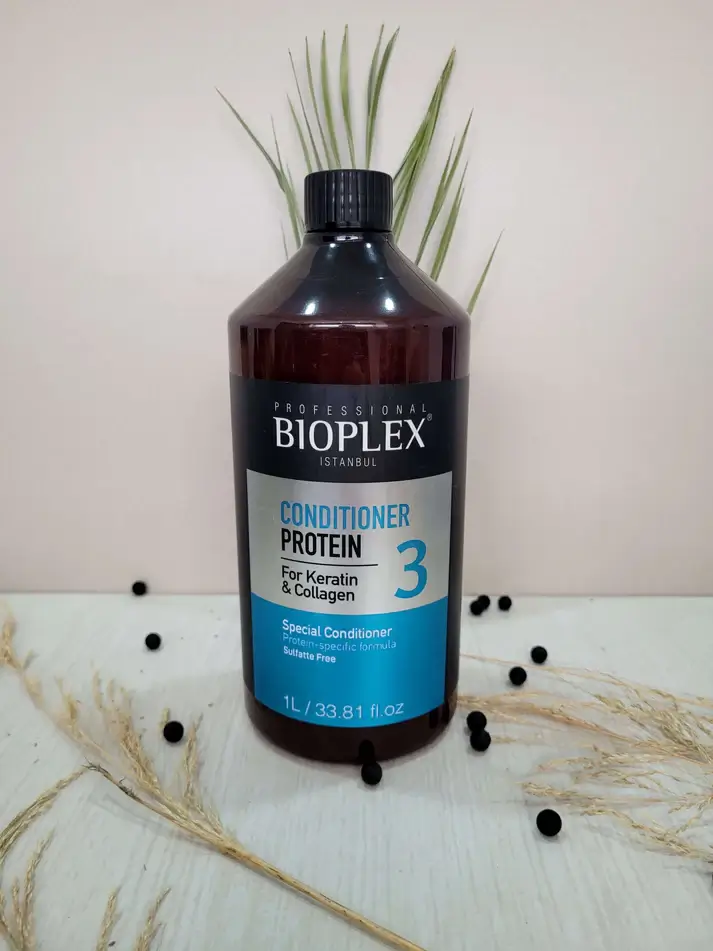 PROFESSIONAL
BIOPLEX®
ISTANBUL
CONDITIONER
PROTEIN
3
For Keratin
& Collagen
Special Conditioner
Protein-specific formula
Sulfatte Free
1L / 33.81 fl.oz